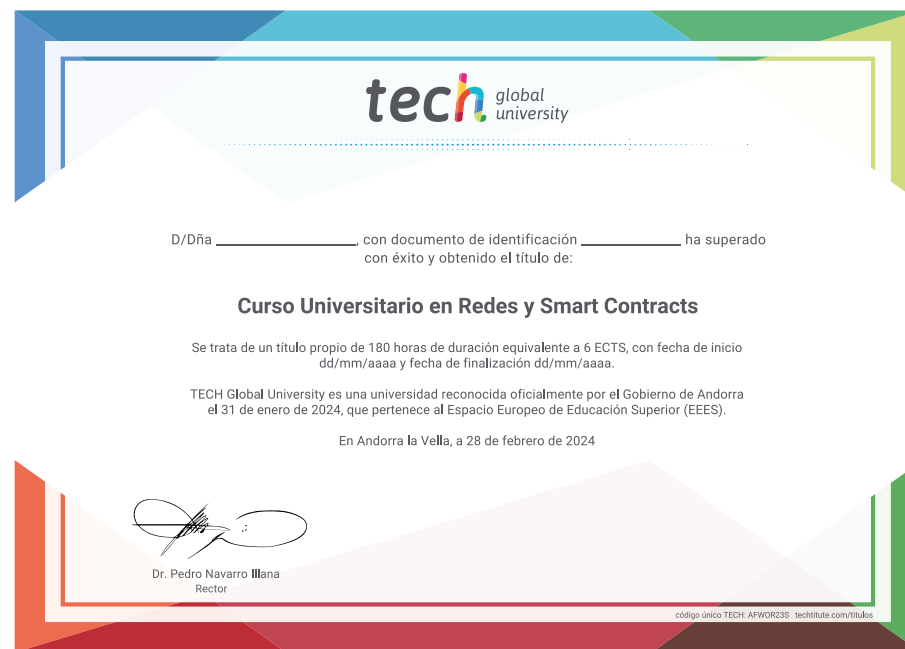 tech global university
D/Dña ____________, con documento de identificación ____________ ha superado
con éxito y obtenido el título de:
Curso Universitario en Redes y Smart Contracts
Se trata de un título propio de 180 horas de duración equivalente a 6 ECTS, con fecha de inicio
dd/mm/aaaa y fecha de finalización dd/mm/aaaa.
TECH Global University es una universidad reconocida oficialmente por el Gobierno de Andorra
el 31 de enero de 2024, que pertenece al Espacio Europeo de Educación Superior (EEES).
En Andorra la Vella, a 28 de febrero de 2024
Dr. Pedro Navarro Illana
Rector
código único TECH: AFWOR23S techtitute.com/titulos